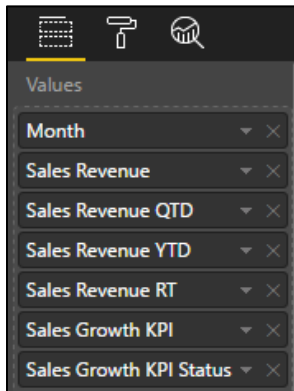 Values
Month
Sales Revenue
Sales Revenue QTD
Sales Revenue YTD
Sales Revenue RT
Sales Growth KPI
Sales Growth KPI Status